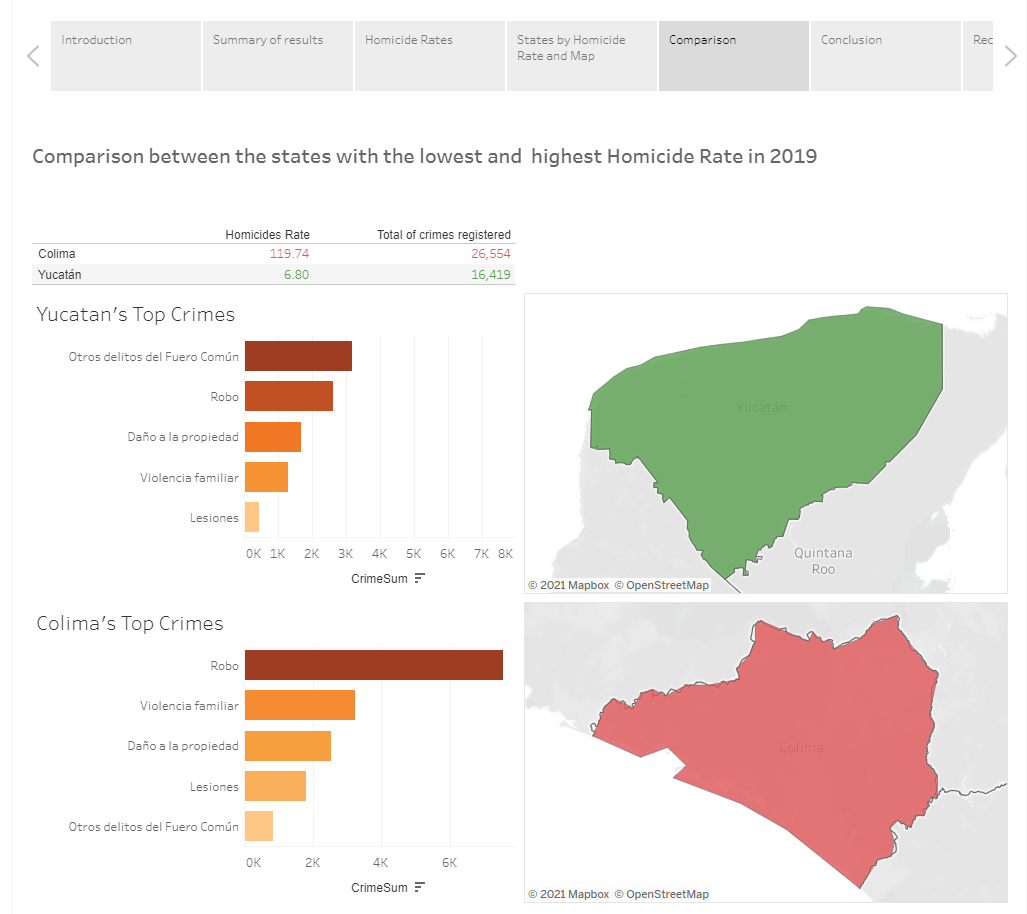 Introduction
Summary of results
Homicide Rates
States by Homicide
Rate and Map
Comparison
Conclusion
Rec
Comparison between the states with the lowest and highest Homicide Rate in 2019
Homicides Rate Total of crimes registered
Colima 119.74 26,554
Yucatán 6.80 16,419
Yucatan's Top Crimes
Otros delitos del Fuero Común
Robo
Daño a la propiedad
Violencia familiar
Lesiones
0K 1K 2K 3K 4K 5K 6K 7K 8K
CrimeSum
Yucatán
Quintana
Roo
© 2021 Mapbox © OpenStreetMap
Colima's Top Crimes
Robo
Violencia familiar
Daño a la propiedad
Lesiones
Otros delitos del Fuero Común
0K 2K 4K 6K
CrimeSum
Colima
© 2021 Mapbox © OpenStreetMap